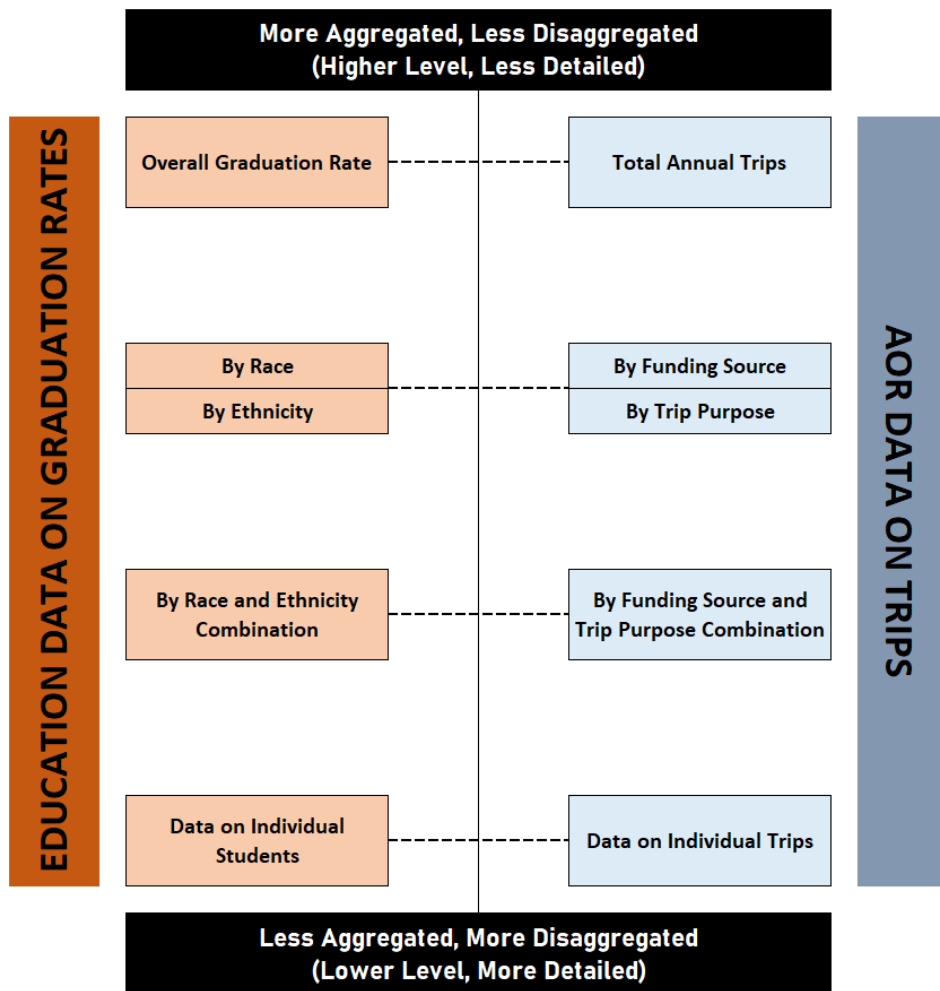 More Aggregated, Less Disaggregated
(Higher Level, Less Detailed)
EDUCATION DATA ON GRADUATION RATES
Overall Graduation Rate
Total Annual Trips
AOR DATA ON TRIPS
By Race
By Funding Source
By Ethnicity
By Trip Purpose
By Race and Ethnicity
Combination
By Funding Source and
Trip Purpose Combination
Data on Individual
Students
Data on Individual Trips
Less Aggregated, More Disaggregated
(Lower Level, More Detailed)